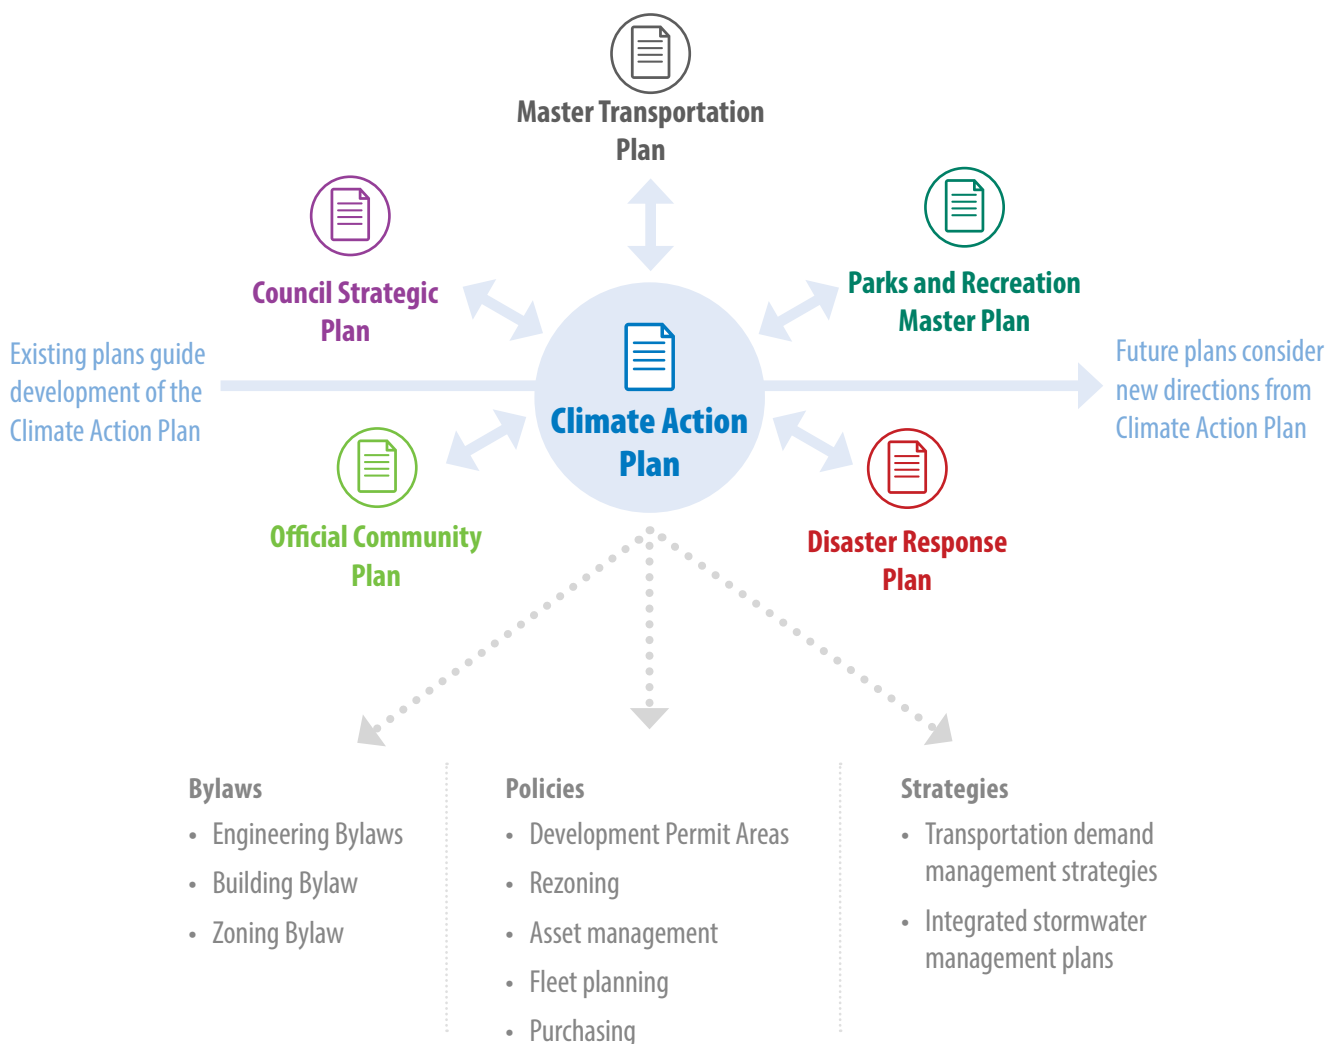 Master Transportation
Plan
Council Strategic
Plan
Parks and Recreation
Master Plan
Existing plans guide
development of the
Climate Action Plan
Climate Action
Plan
Future plans consider
new directions from
Climate Action Plan
Official Community
Plan
Disaster Response
Plan
Bylaws
• Engineering Bylaws
• Building Bylaw
• Zoning Bylaw
Policies
• Development Permit Areas
• Rezoning
• Asset management
• Fleet planning
• Purchasing
Strategies
• Transportation demand
management strategies
• Integrated stormwater
management plans